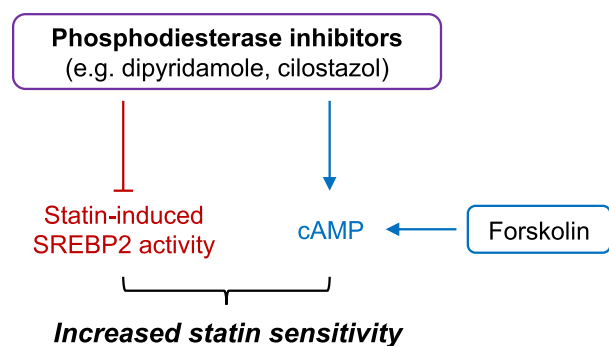 Phosphodiesterase inhibitors
(e.g. dipyridamole, cilostazol)
Statin-induced
SREBP2 activity
cAMP
Forskolin
Increased statin sensitivity